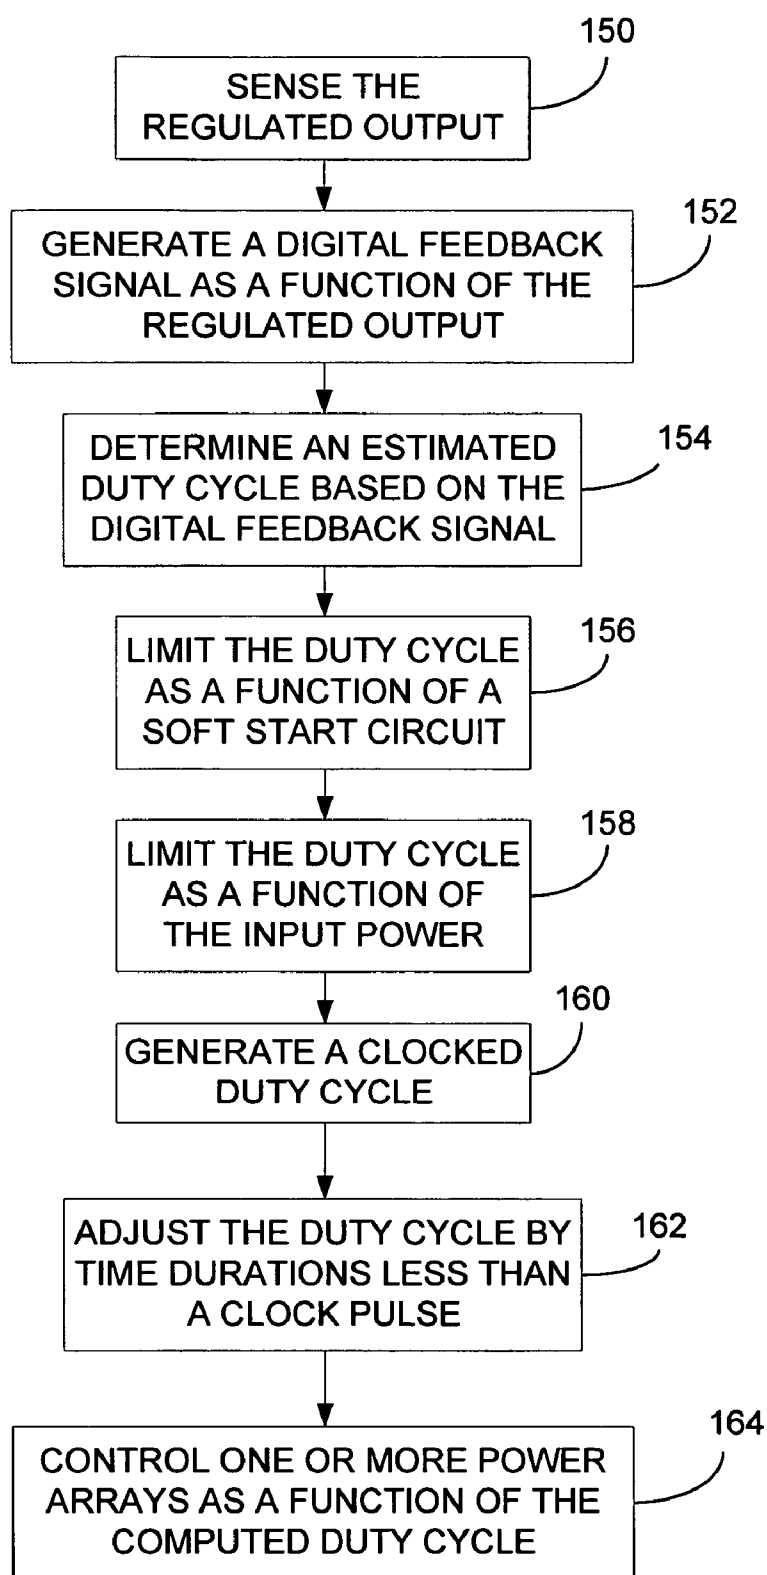 150
SENSE THE
REGULATED OUTPUT
152
GENERATE A DIGITAL FEEDBACK
SIGNAL AS A FUNCTION OF THE
REGULATED OUTPUT
154
DETERMINE AN ESTIMATED
DUTY CYCLE BASED ON THE
DIGITAL FEEDBACK SIGNAL
156
LIMIT THE DUTY CYCLE
AS A FUNCTION OF A
SOFT START CIRCUIT
158
LIMIT THE DUTY CYCLE
AS A FUNCTION OF
THE INPUT POWER
160
GENERATE A CLOCKED
DUTY CYCLE
162
ADJUST THE DUTY CYCLE BY
TIME DURATIONS LESS THAN
A CLOCK PULSE
164
CONTROL ONE OR MORE POWER
ARRAYS AS A FUNCTION OF THE
COMPUTED DUTY CYCLE